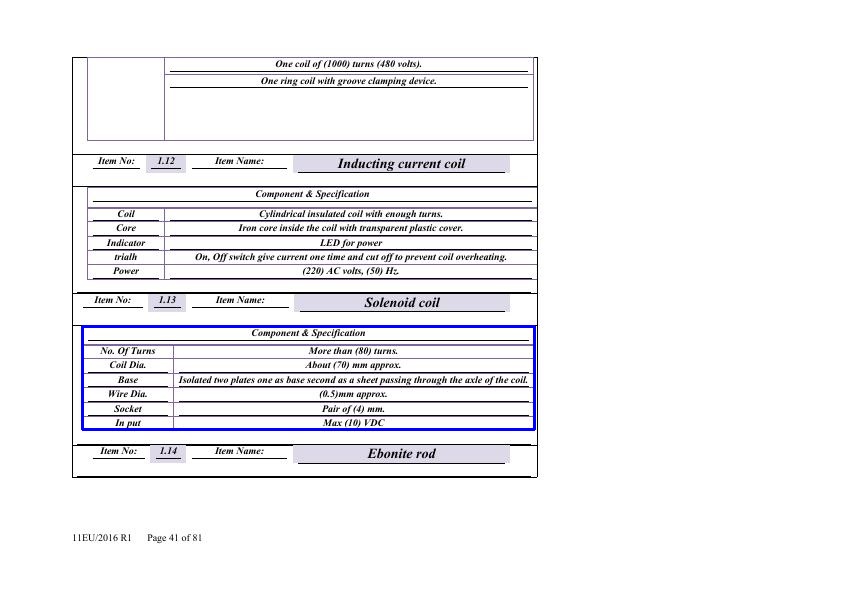 One coil of (1000) turns (480 volts).
One ring coil with groove clamping device.
Item No: 1.12 Item Name: Inducting current coil
Component & Specification
Coil Cylindrical insulated coil with enough turns.
Core Iron core inside the coil with transparent plastic cover.
Indicator LED for power
trialh On, Off switch give current one time and cut off to prevent coil overheating.
Power (220) AC volts, (50) Hz.
Item No: 1.13 Item Name: Solenoid coil
Component & Specification
No. Of Turns More than (80) turns.
Coil Dia. About (70) mm approx.
Base Isolated two plates one as base second as a sheet passing through the axle of the coil.
Wire Dia. (0.5)mm approx.
Socket Pair of (4) mm.
In put Max (10) VDC
Item No: 1.14 Item Name: Ebonite rod
11EU/2016 R1 Page 41 of 81